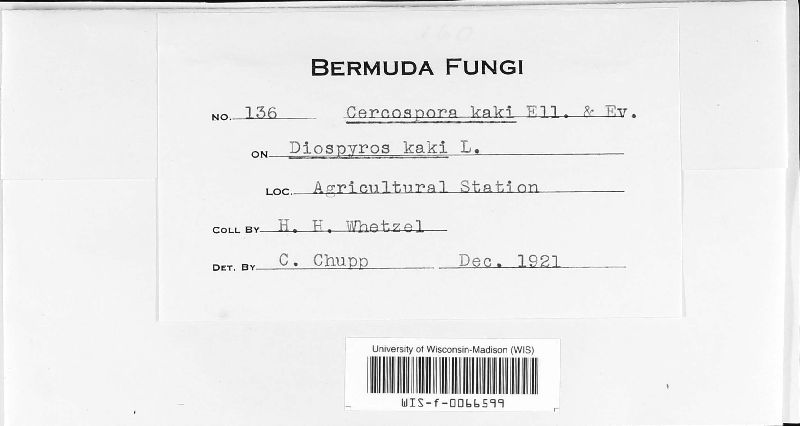 BERMUDA FUNGI
NO. 136 Cercospora kaki Ell. & Ev.
ON Diospyros kaki L.
LOC. Agricultural Station
COLL BY H. H. Whetzel
DET. BY C. Chupp Dec. 1921
University of Wisconsin-Madison (WIS)
WIS-f-0066599